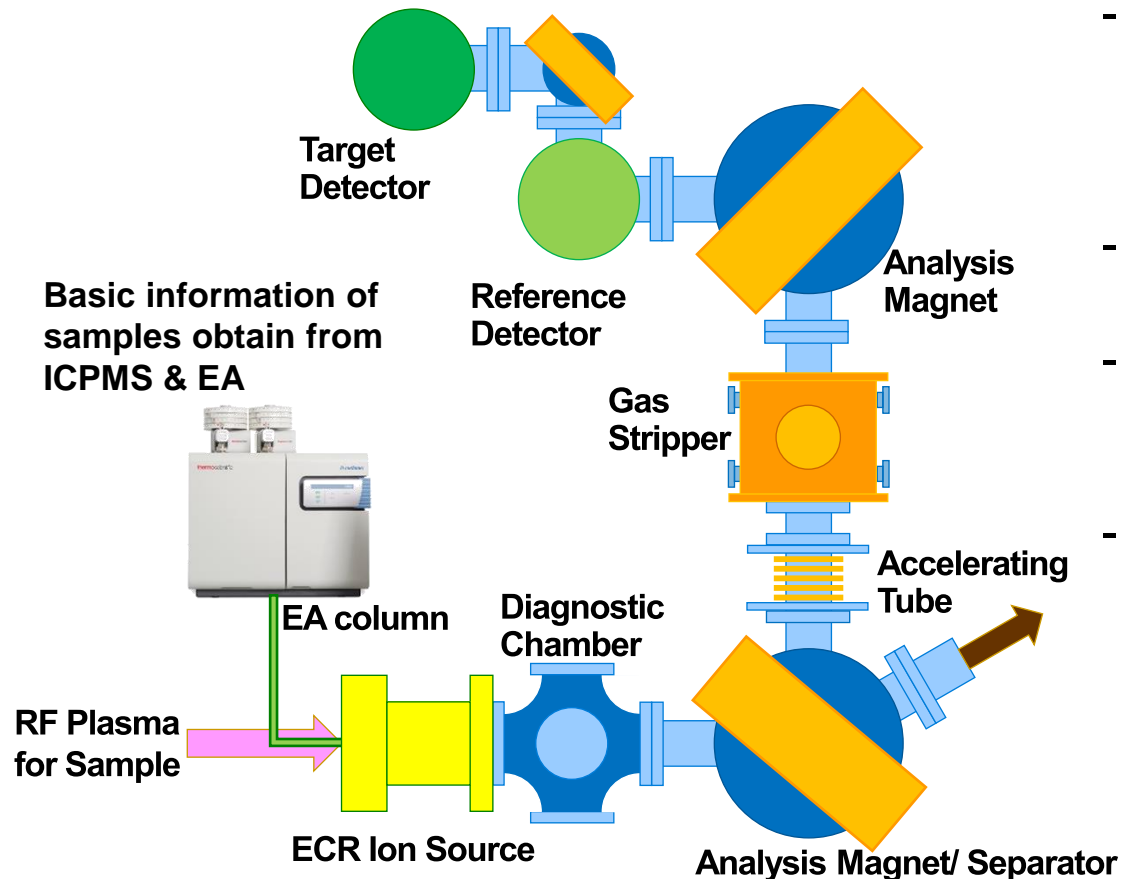 Target
Detector
Analysis
Magnet
Reference
Detector
Basic information of
samples obtain from
ICPMS & EA
Gas
Stripper
Accelerating
Tube
Diagnostic
Chamber
EA column
RF Plasma
for Sample
ECR Ion Source
Analysis Magnet/ Separator